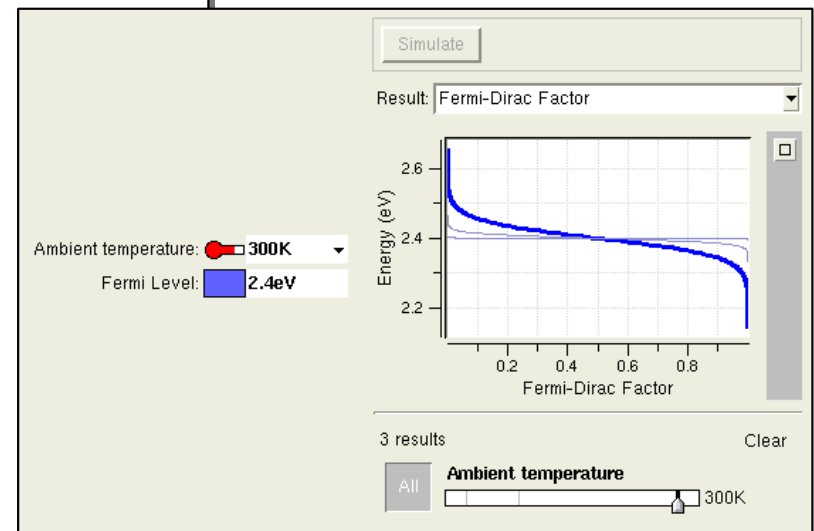 Simulate
Result: Fermi-Dirac Factor
Ambient temperature: 300K
Fermi Level: 2.4eV
Energy (eV)
2.6
2.4
2.2
0.2 0.4 0.6 0.8
Fermi-Dirac Factor
3 results Clear
All
Ambient temperature
300K